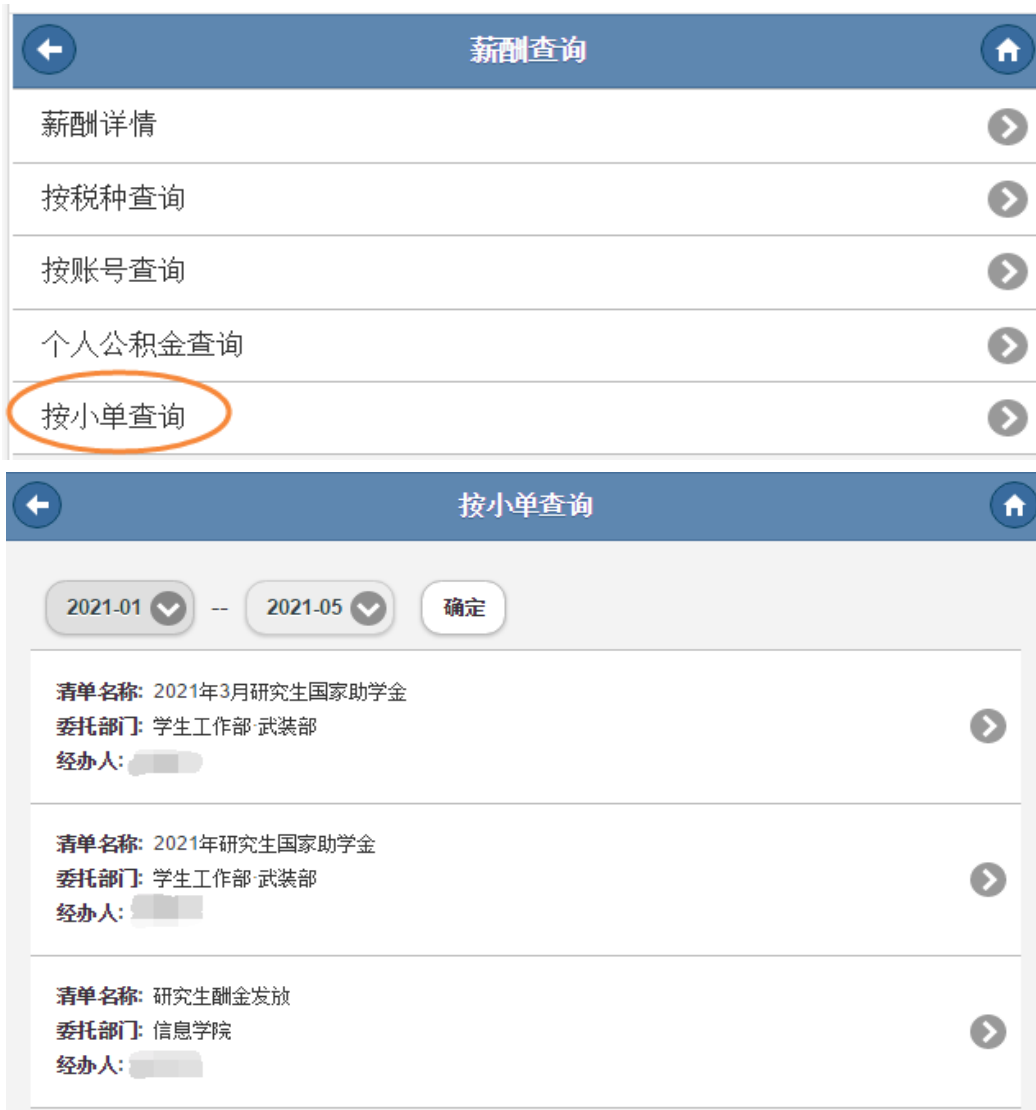 薪酬查询
薪酬详情
按税种查询
按账号查询
个人公积金查询
按小单查询
按小单查询
2021-01 -- 2021-05 确定
清单名称: 2021年3月研究生国家助学金
委托部门: 学生工作部·武装部
经办人:
清单名称: 2021年研究生国家助学金
委托部门: 学生工作部·武装部
经办人:
清单名称: 研究生酬金发放
委托部门: 信息学院
经办人: